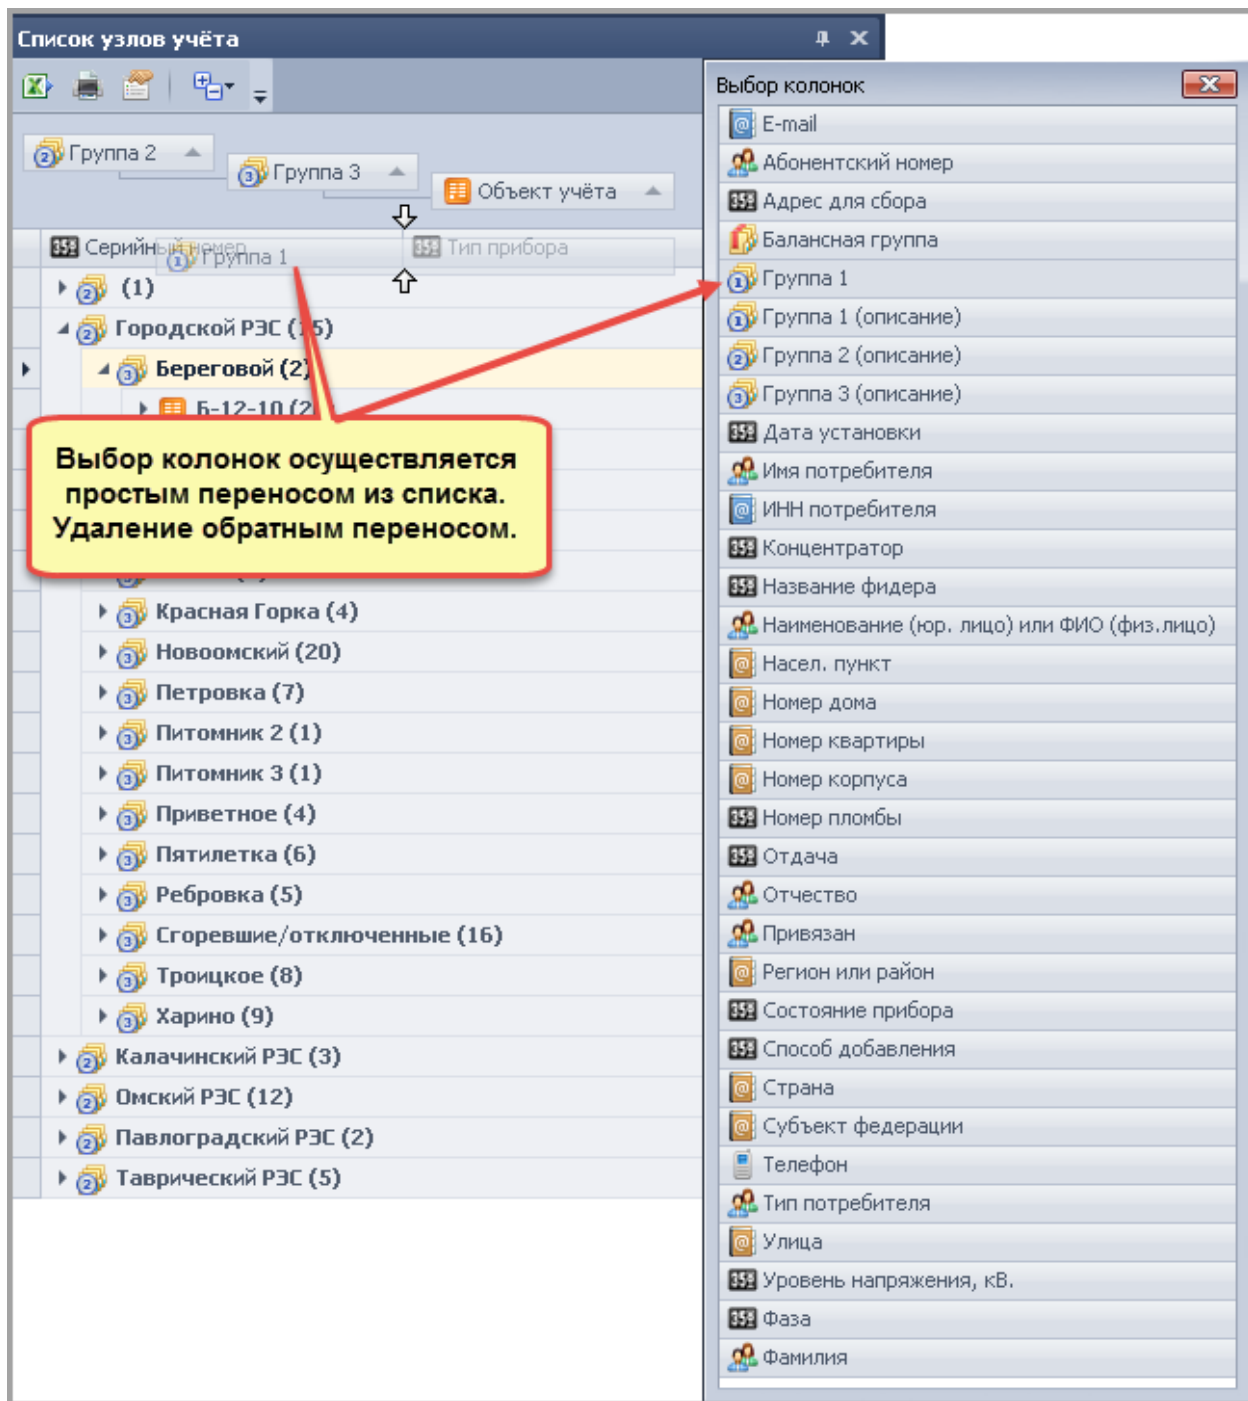 Список узлов учёта
Группа 2
Группа 3
Объект учёта
Серийный номер
Тип прибора
Группа 1
(1)
Городской РЭС (15)
Береговой (2)
Б-12-10 (2
Выбор колонок осуществляется
простым переносом из списка.
Удаление обратным переносом.
Красная Горка (4)
Новоомский (20)
Петровка (7)
Питомник 2 (1)
Питомник 3 (1)
Приветное (4)
Пятилетка (6)
Ребровка (5)
Сгоревшие/отключенные (16)
Троицкое (8)
Харино (9)
Калачинский РЭС (3)
Омский РЭС (12)
Павлоградский РЭС (2)
Таврический РЭС (5)
Выбор колонок
E-mail
Абонентский номер
Адрес для сбора
Балансная группа
Группа 1
Группа 1 (описание)
Группа 2 (описание)
Группа 3 (описание)
Дата установки
Имя потребителя
ИНН потребителя
Концентратор
Название фидера
Наименование (юр. лицо) или ФИО (физ.лицо)
Насел. пункт
Номер дома
Номер квартиры
Номер корпуса
Номер пломбы
Отдача
Отчество
Привязан
Регион или район
Состояние прибора
Способ добавления
Страна
Субъект федерации
Телефон
Тип потребителя
Улица
Уровень напряжения, кВ.
Фаза
Фамилия